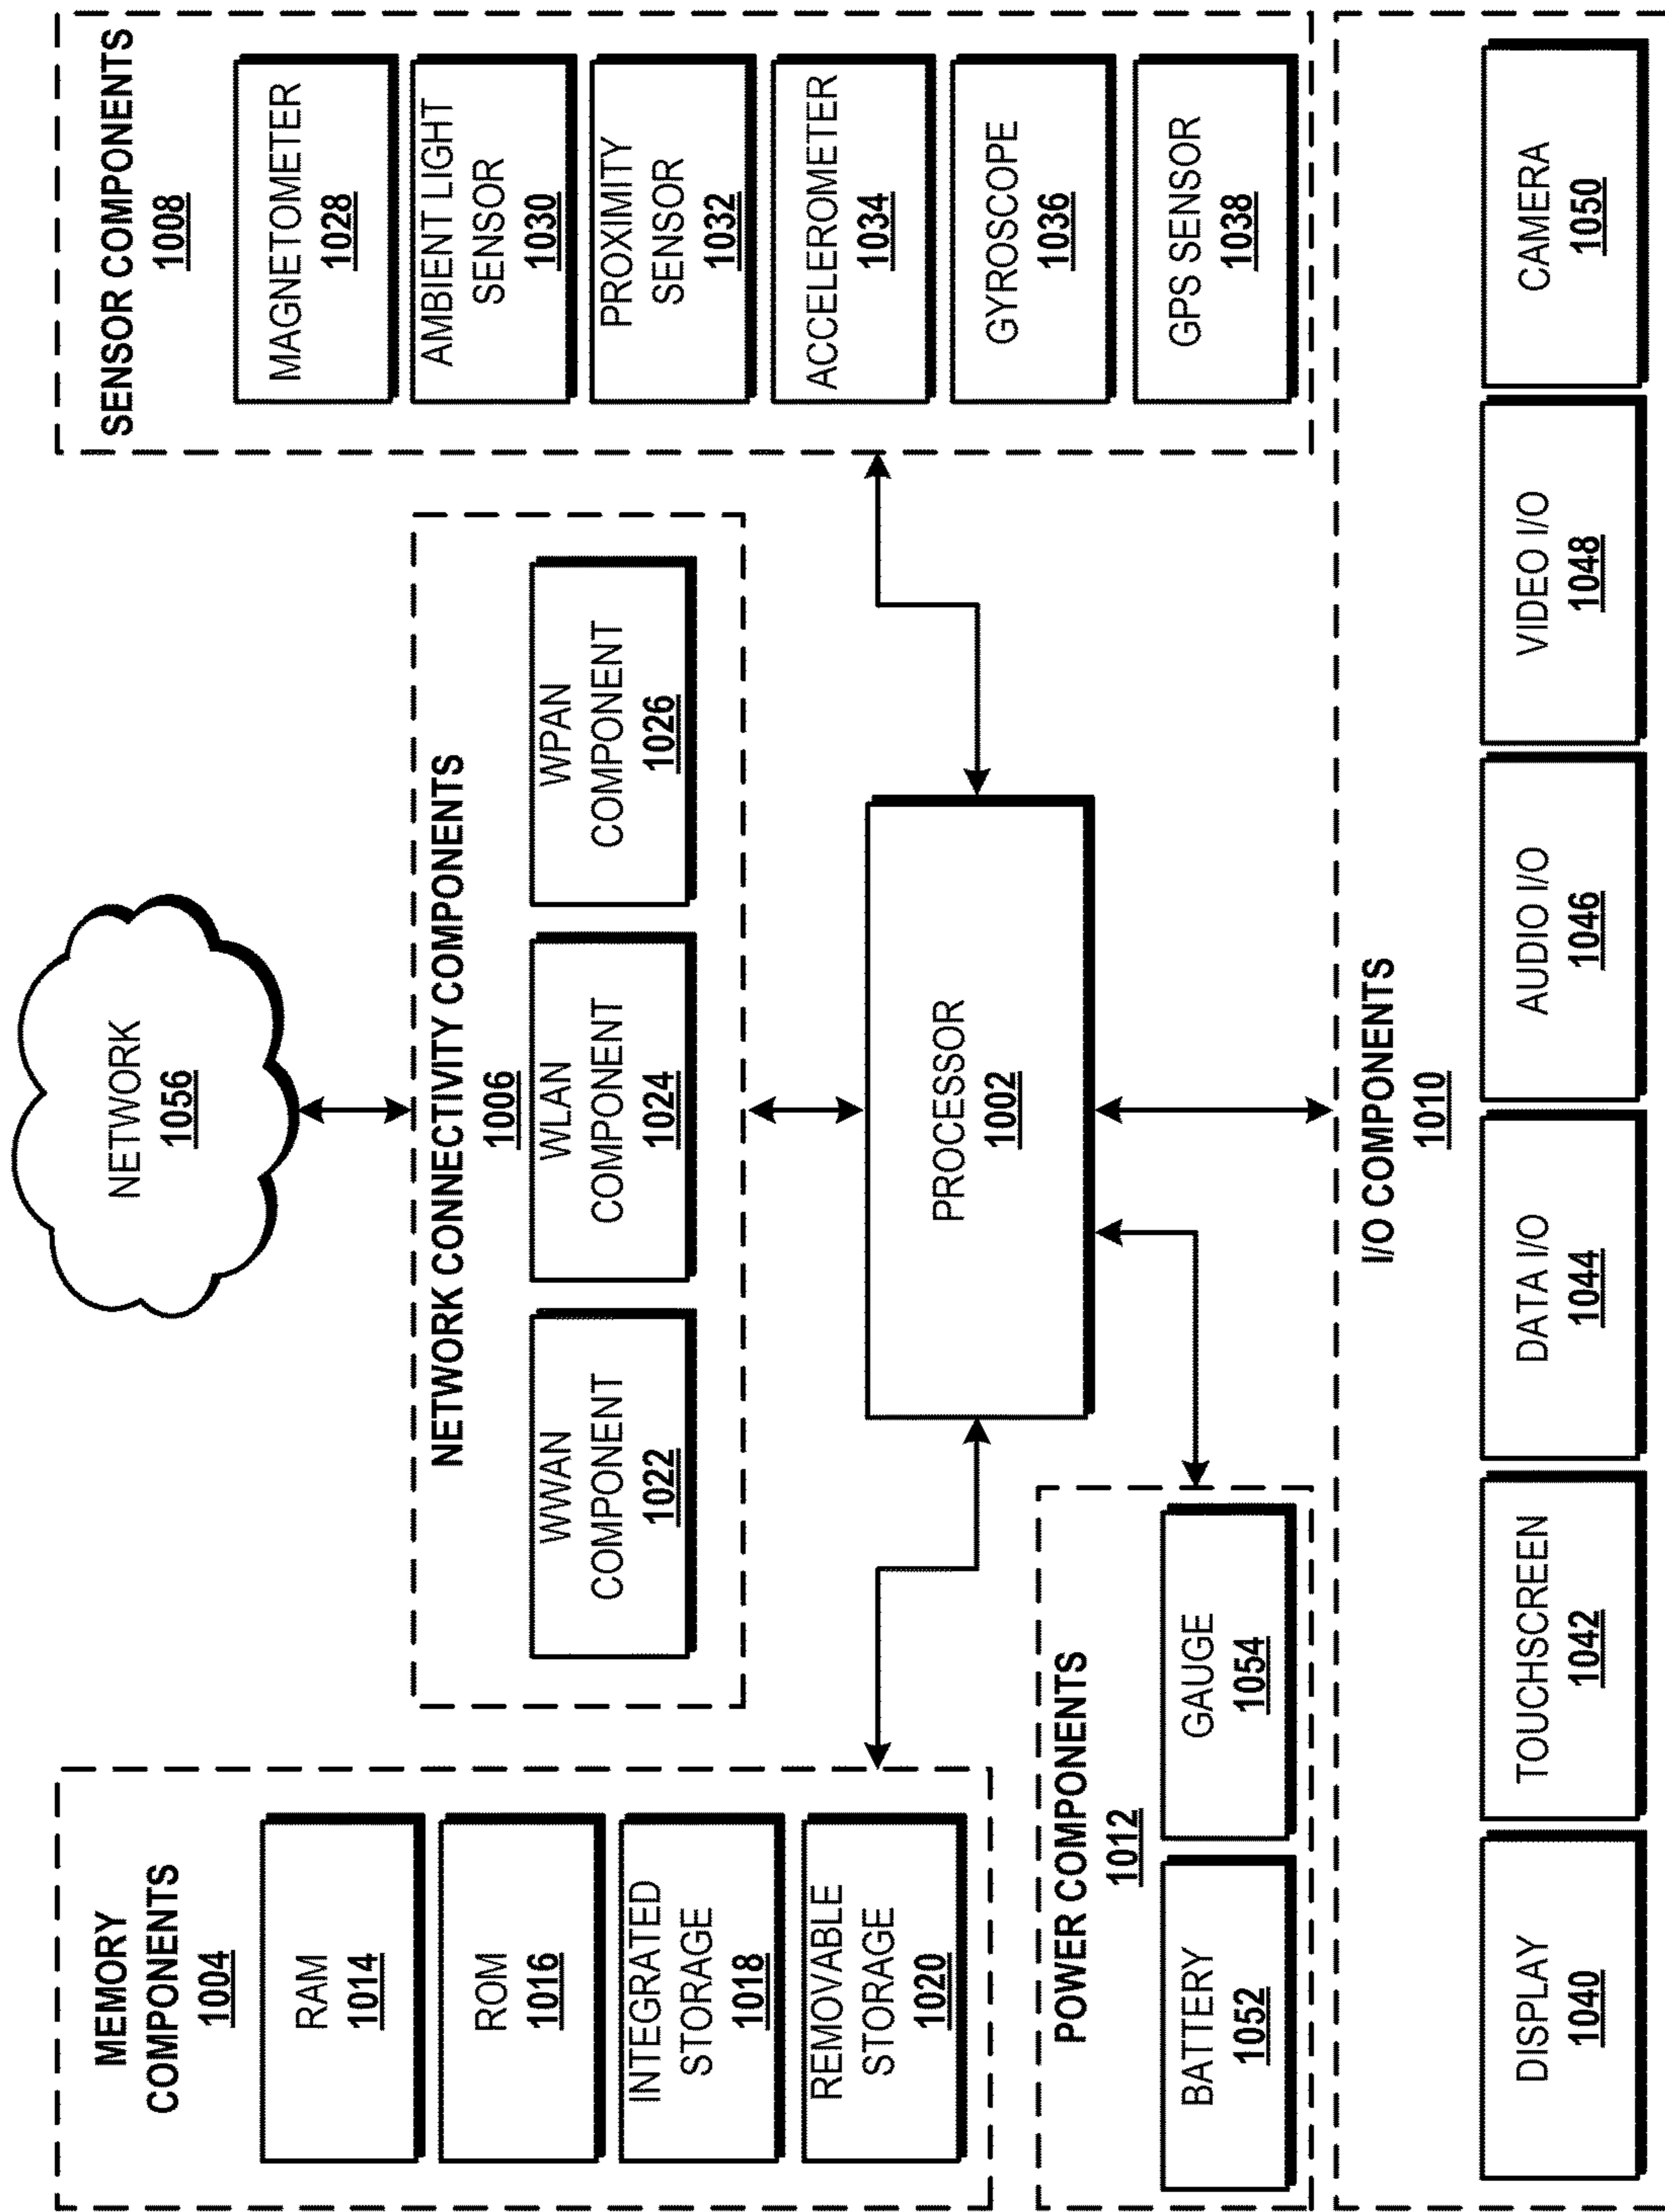 NETWORK
1056
MEMORY
COMPONENTS
1004
RAM
1014
ROM
1016
INTEGRATED
STORAGE
1018
REMOVABLE
STORAGE
1020
NETWORK CONNECTIVITY COMPONENTS
1006
WWAN
COMPONENT
1022
WLAN
COMPONENT
1024
WPAN
COMPONENT
1026
SENSOR COMPONENTS
1008
MAGNETOMETER
1028
AMBIENT LIGHT
SENSOR
1030
PROXIMITY
SENSOR
1032
ACCELEROMETER
1034
GYROSCOPE
1036
GPS SENSOR
1038
PROCESSOR
1002
POWER COMPONENTS
1012
BATTERY
1052
GAUGE
1054
I/O COMPONENTS
1010
DISPLAY
1040
TOUCHSCREEN
1042
DATA I/O
1044
AUDIO I/O
1046
VIDEO I/O
1048
CAMERA
1050